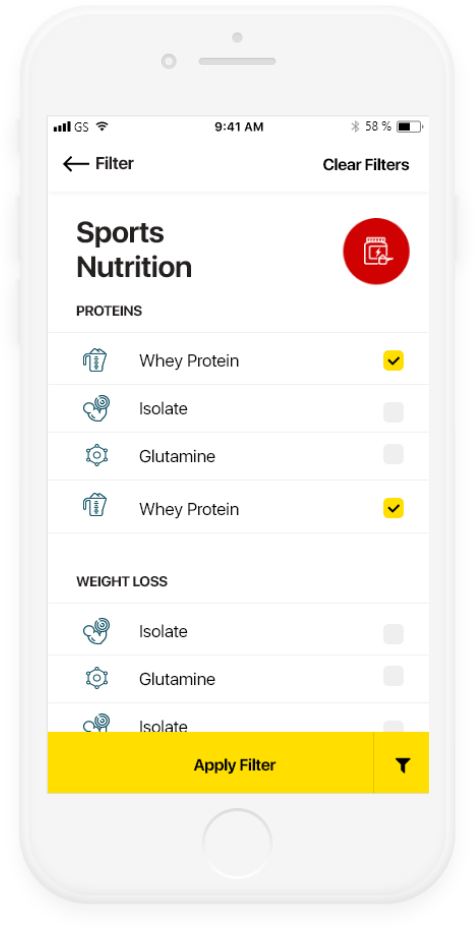 GS 9:41 AM 58 %
Filter Clear Filters
Sports
Nutrition
PROTEINS
Whey Protein
Isolate
Glutamine
Whey Protein
WEIGHT LOSS
Isolate
Glutamine
Isolate
Apply Filter